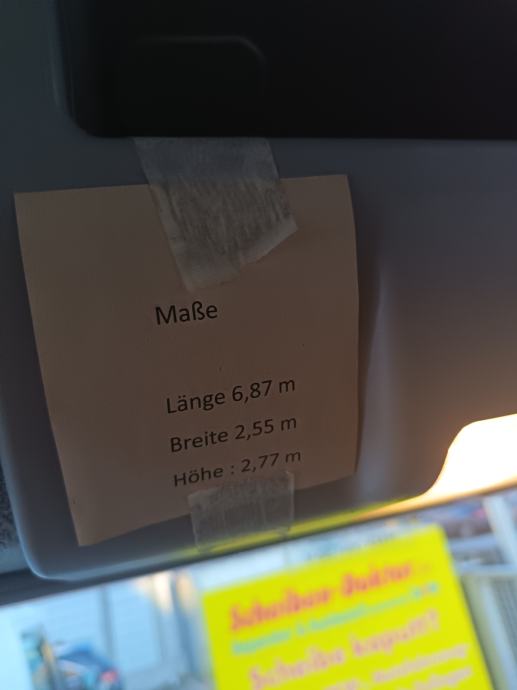 Maße
Länge 6,87 m
Breite 2,55 m
Höhe : 2,77 m
Scheiben-Doktor
Scheibe kaputt?